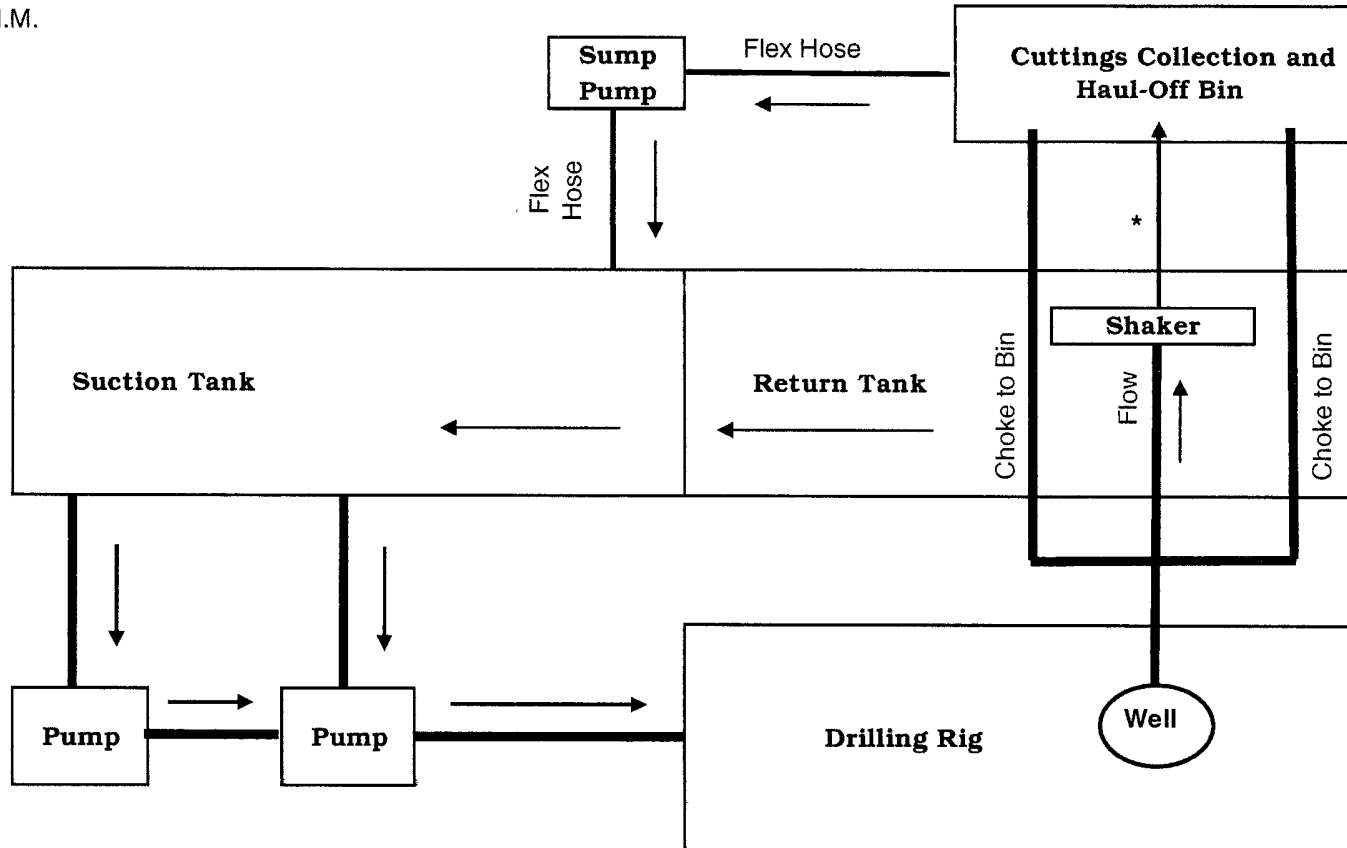 I.M.
Sump
Pump
Flex Hose
Cuttings Collection and
Haul-Off Bin
Flex
Hose
*
Suction Tank
Return Tank
Choke to Bin
Flow
Shaker
Choke to Bin
Pump
Pump
Drilling Rig
Well